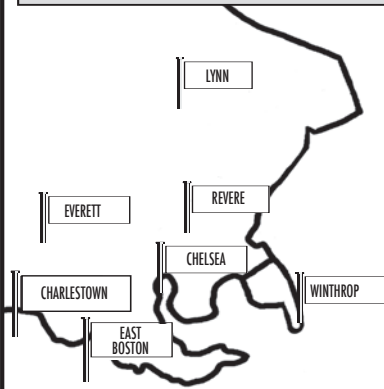 LYNN
REVERE
EVERETT
CHELSEA
CHARLESTOWN
WINTHROP
EAST
BOSTON